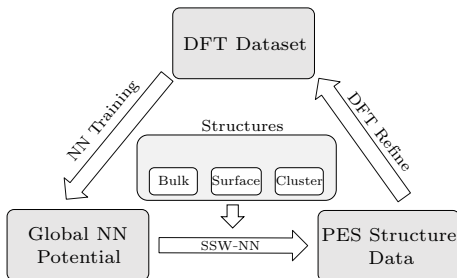 DFT Dataset
NN Training
DFT Refine
Structures
Bulk
Surface
Cluster
Global NN
Potential
SSW-NN
PES Structure
Data